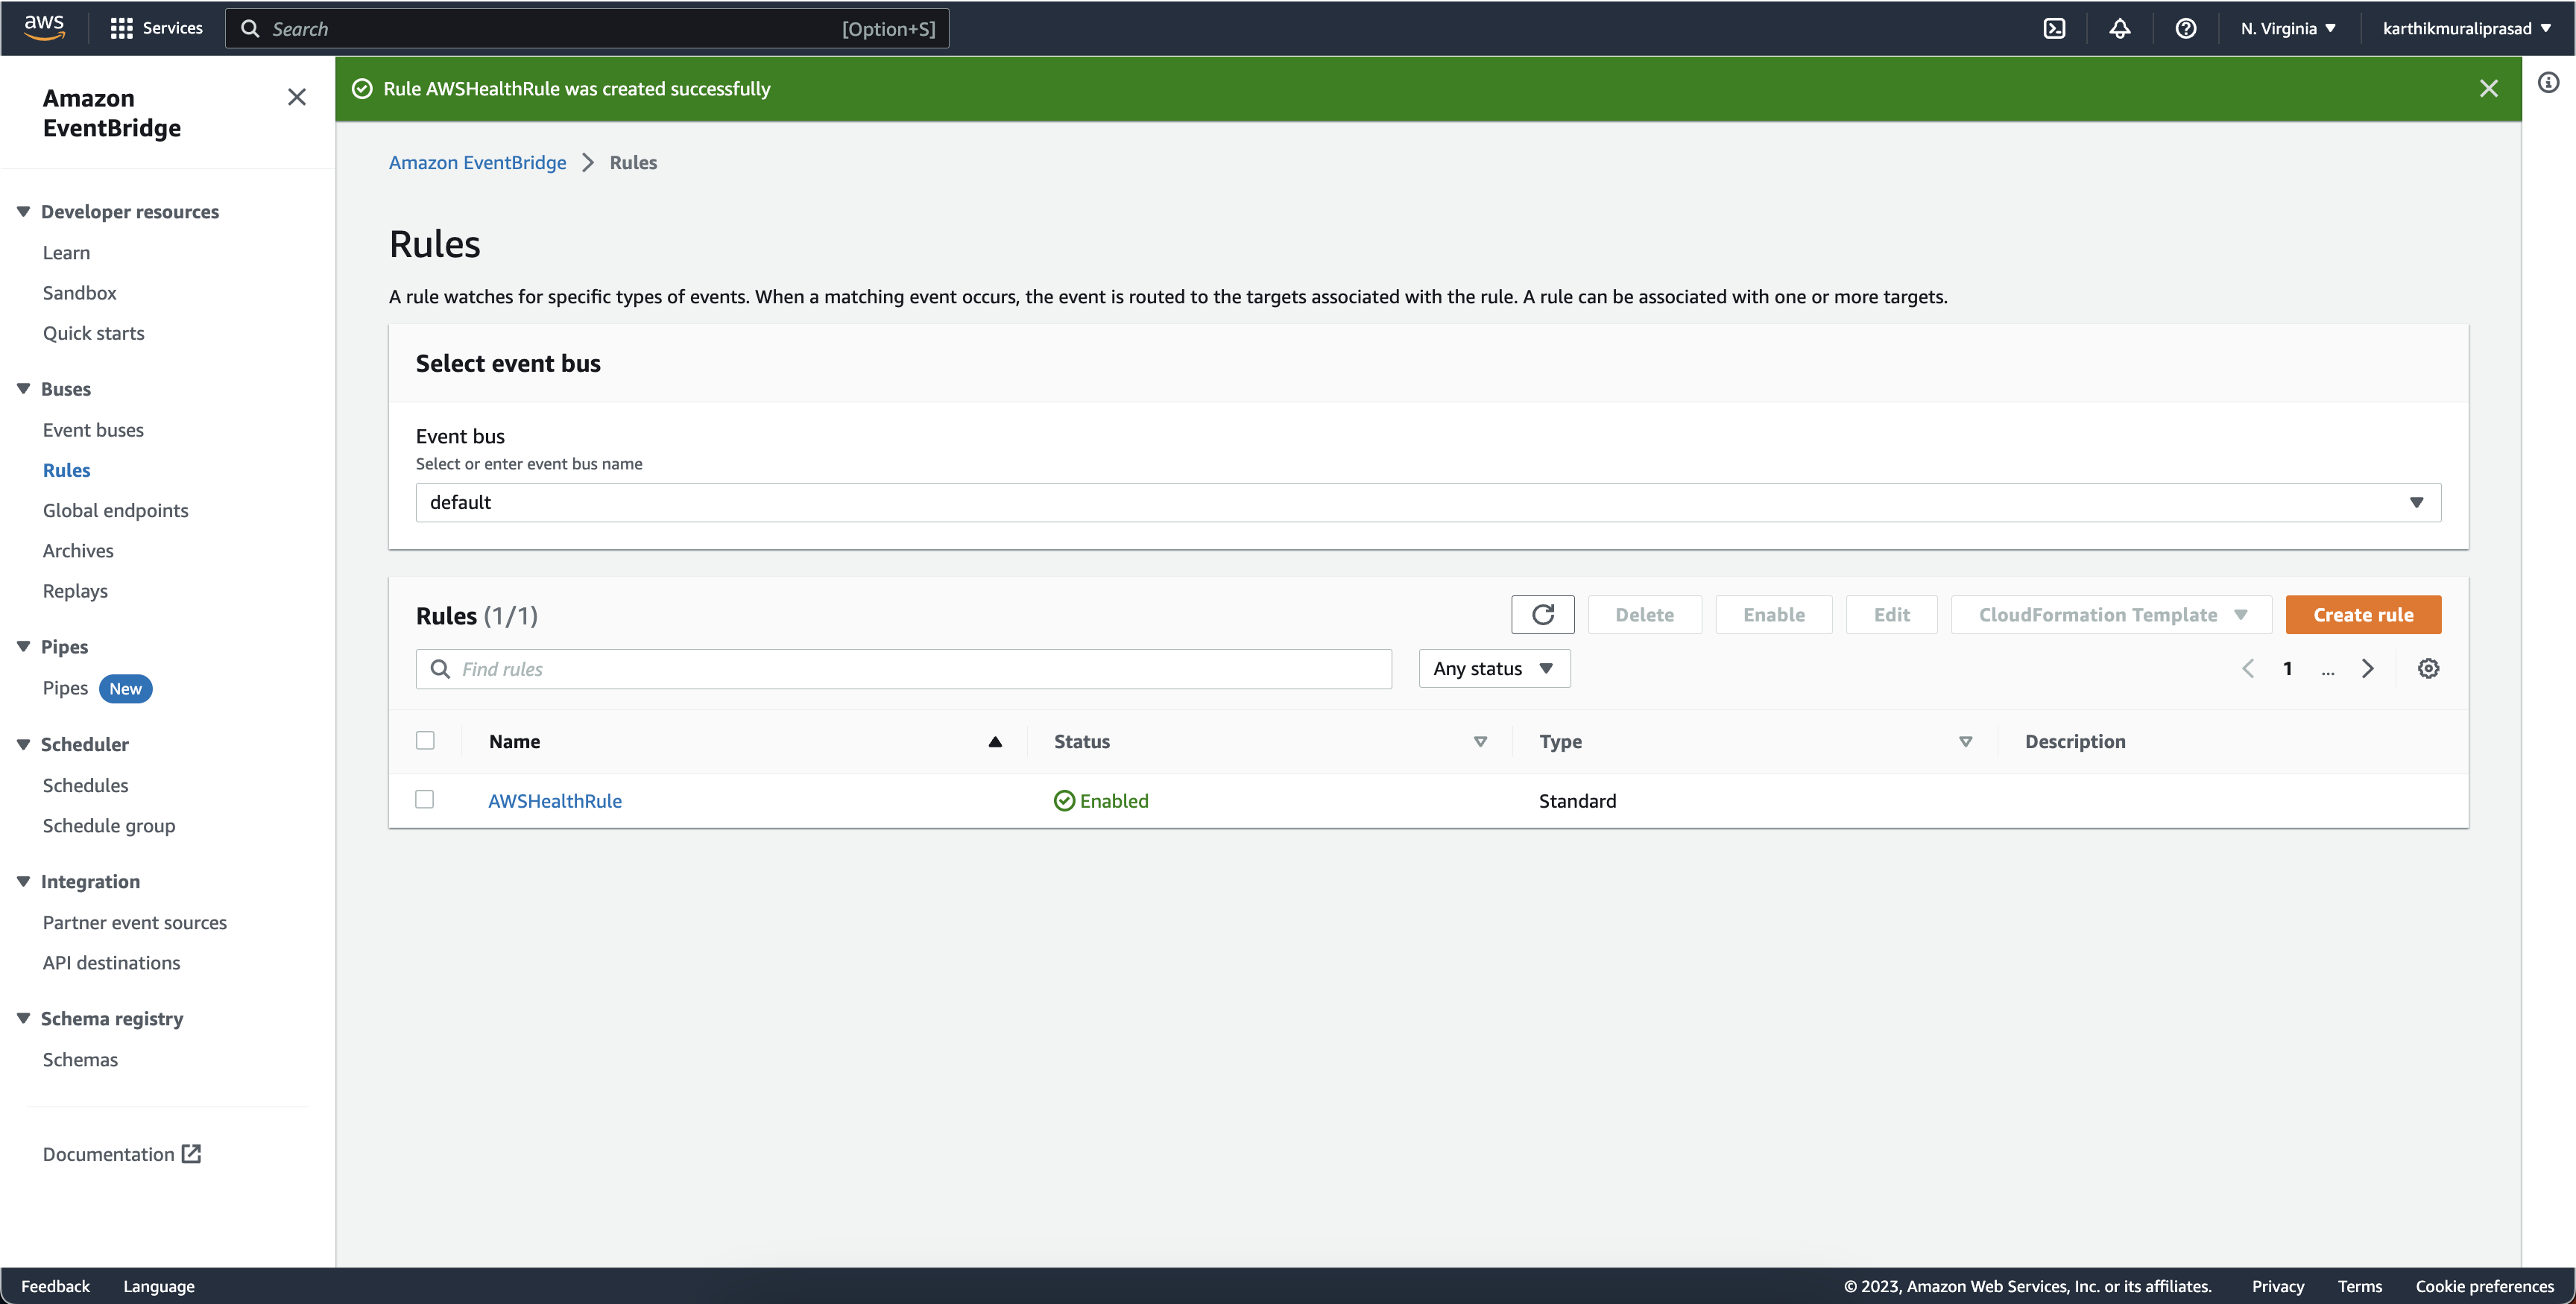 aws
Services
Search
[Option+S]
N. Virginia
karthikmuraliprasad
Amazon
EventBridge
Developer resources
Learn
Sandbox
Quick starts
Buses
Event buses
Rules
Global endpoints
Archives
Replays
Pipes
Pipes New
Scheduler
Schedules
Schedule group
Integration
Partner event sources
API destinations
Schema registry
Schemas
Documentation
Rule AWSHealthRule was created successfully
Amazon EventBridge > Rules
Rules
A rule watches for specific types of events. When a matching event occurs, the event is routed to the targets associated with the rule. A rule can be associated with one or more targets.
Select event bus
Event bus
Select or enter event bus name
default
Rules (1/1)
Delete
Enable
Edit
CloudFormation Template
Create rule
Find rules
Any status
1 ...
Name Status Type Description
AWSHealthRule Enabled Standard
Feedback Language
© 2023, Amazon Web Services, Inc. or its affiliates. Privacy Terms Cookie preferences